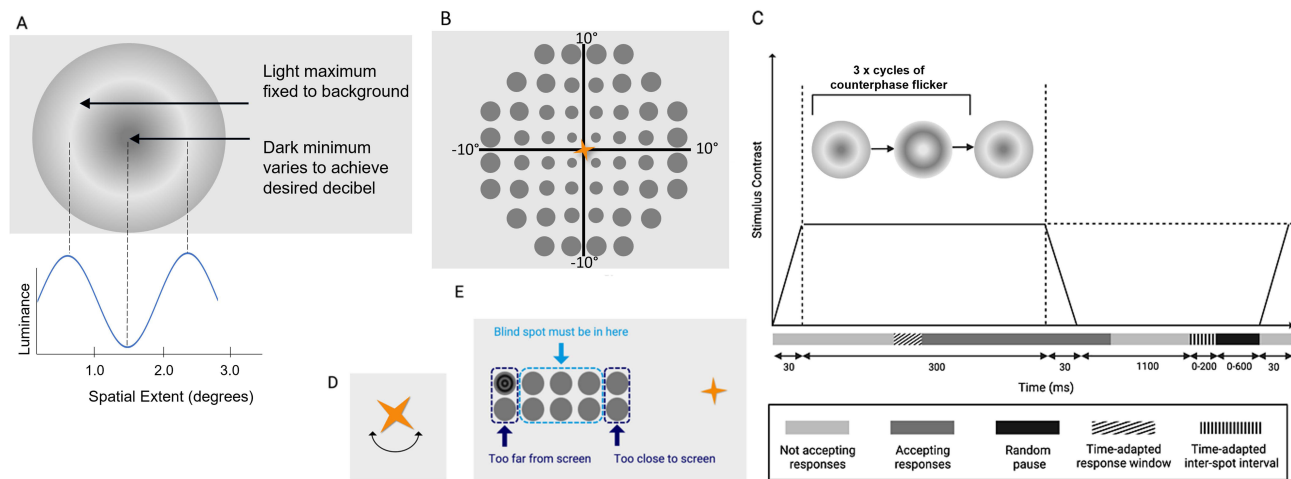 A
Light maximum
fixed to background
Dark minimum
varies to achieve
desired decibel
Luminance
1.0
2.0
3.0
Spatial Extent (degrees)
B
10°
-10°
10°
-10°
C
3 x cycles of
counterphase flicker
Stimulus Contrast
30
300
30
1100
0-200
0-600
30
Time (ms)
Not accepting
responses
Accepting
responses
Random
pause
Time-adapted
response window
Time-adapted
inter-spot interval
D
E
Blind spot must be in here
Too far from screen
Too close to screen